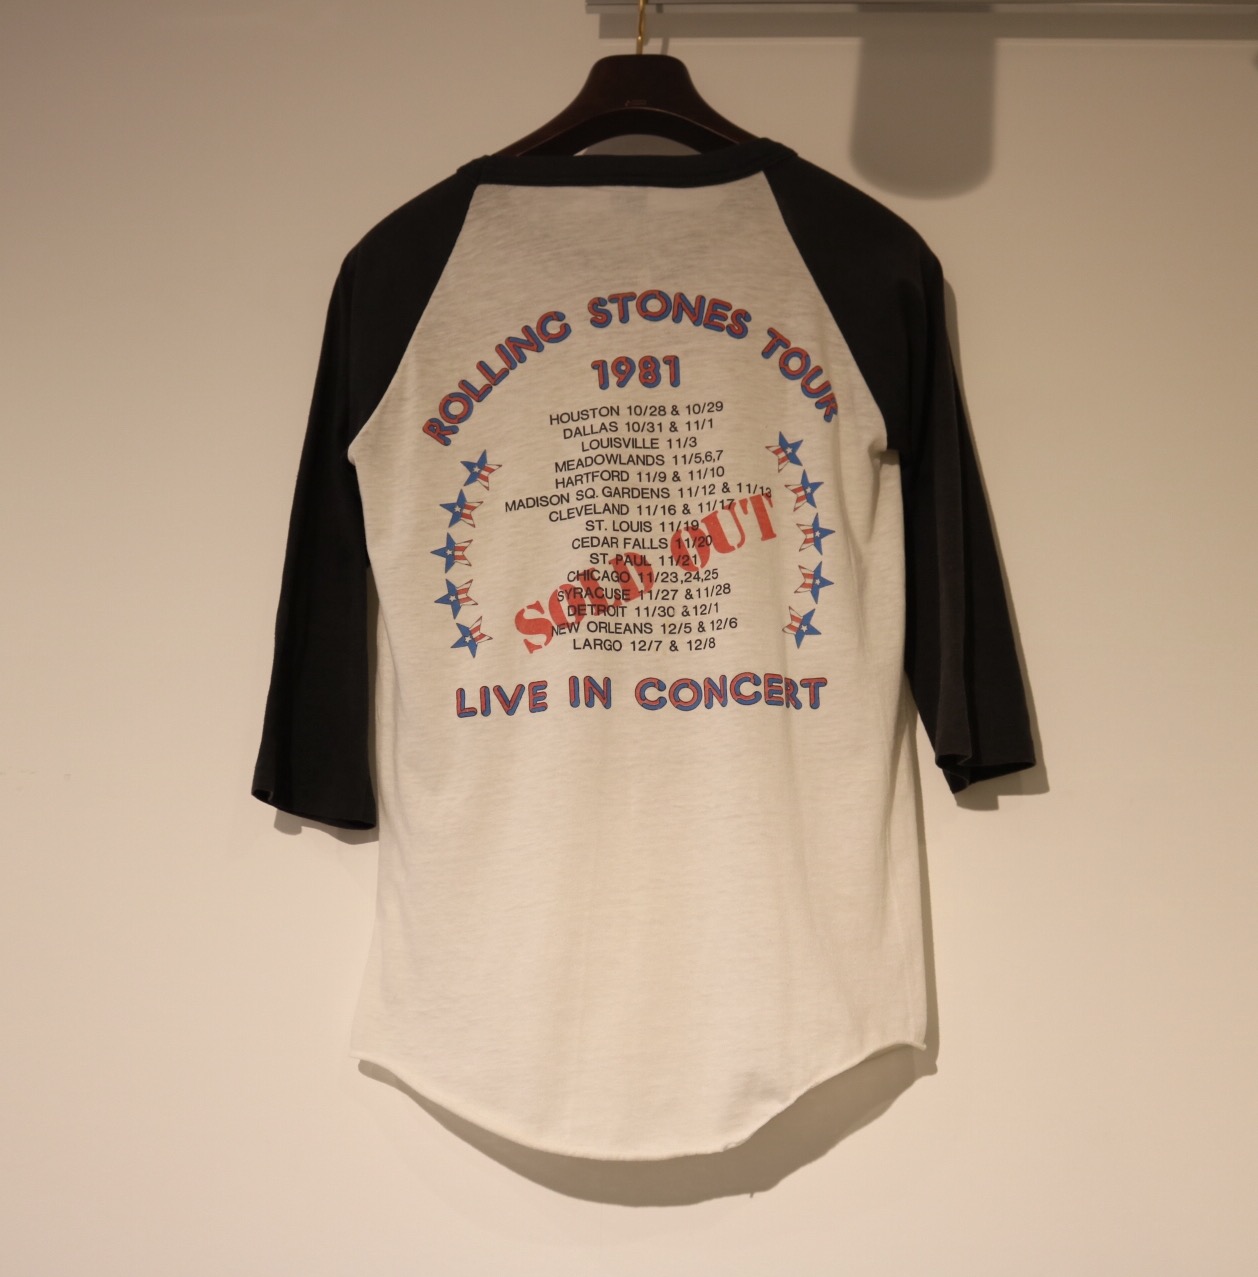 ROLLING STONES TOUR
1981
HOUSTON 10/28 & 10/29
DALLAS 10/31 & 11/1
LOUISVILLE 11/3
MEADOWLANDS 11/5,6,7
HARTFORD 11/9 & 11/10
MADISON SQ. GARDENS 11/12 & 11/13
CLEVELAND 11/16 & 11/17
ST. LOUIS 11/19
CEDAR FALLS 11/20
ST. PAUL 11/21
CHICAGO 11/23,24,25
SYRACUSE 11/27 &11/28
DETROIT 11/30 &12/1
NEW ORLEANS 12/5 & 12/6
LARGO 12/7 & 12/8
SOLD OUT
LIVE IN CONCERT